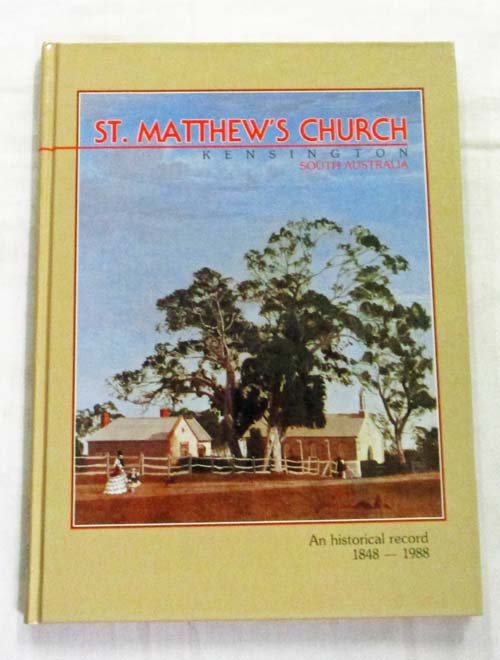 ST. MATTHEW'S CHURCH
KENSINGTON
SOUTH AUSTRALIA
An historical record
1848 — 1988